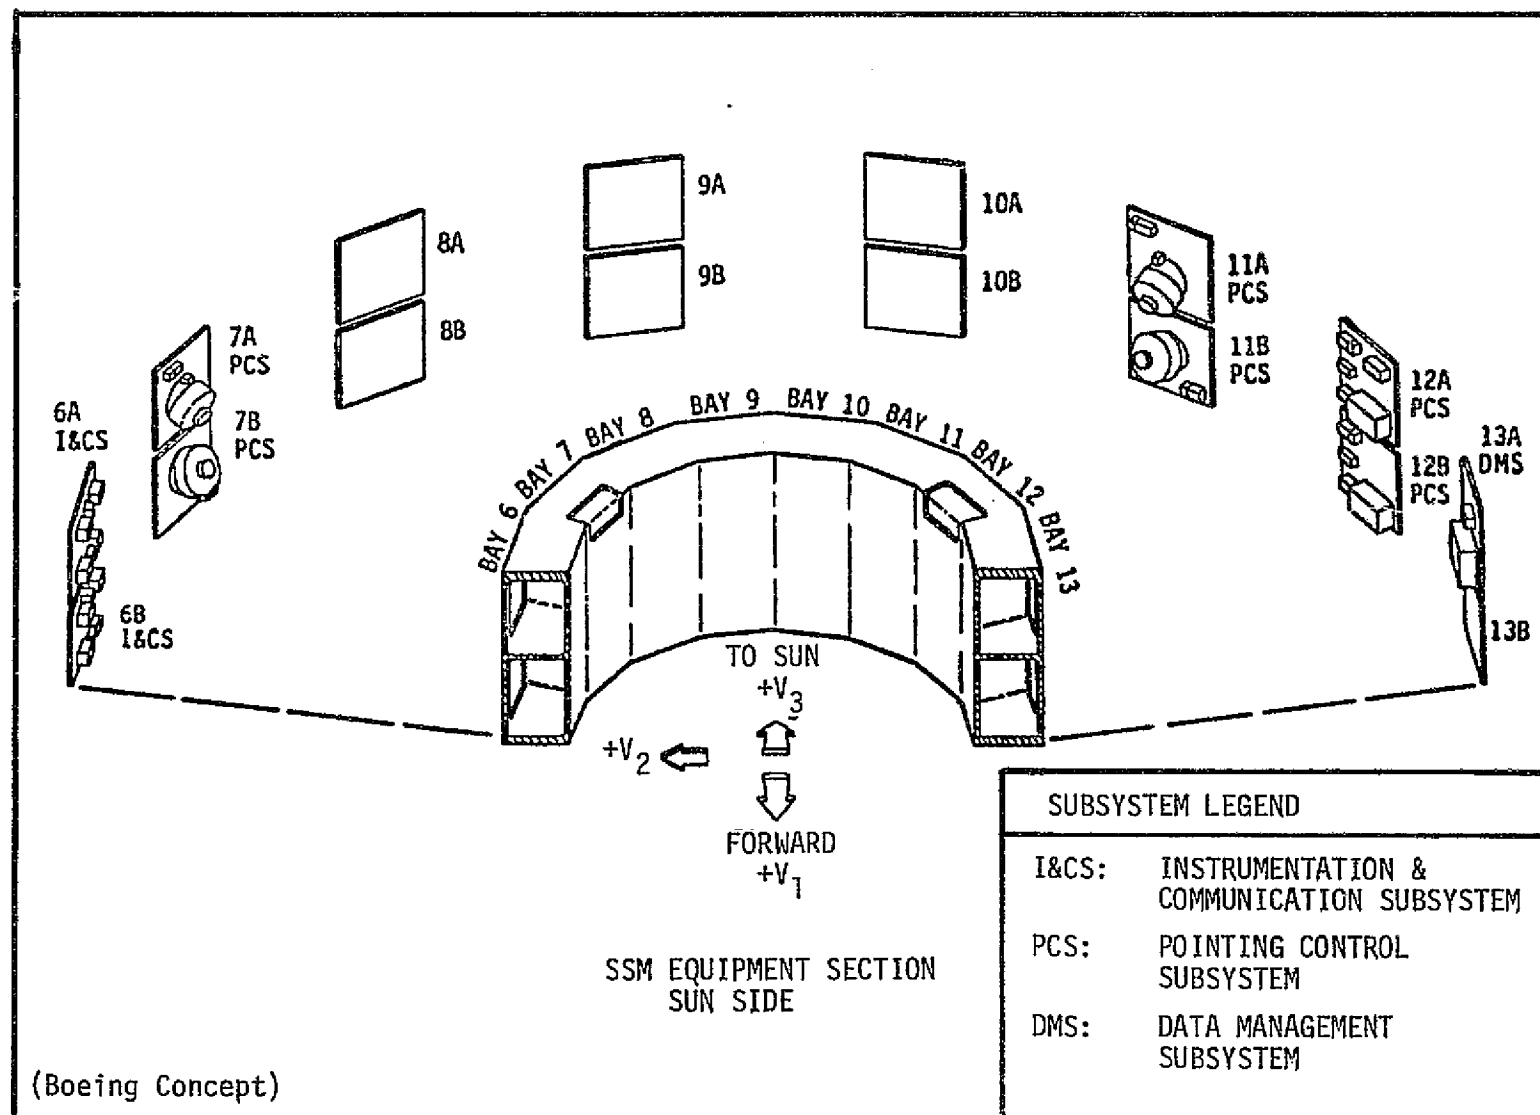 9A
10A
8A
9B
10B
11A
PCS
8B
7A
PCS
11B
PCS
12A
PCS
6A
I&CS
7B
PCS
BAY 6
BAY 7
BAY 8
BAY 9
BAY 10
BAY 11
BAY 12
BAY 13
13A
DMS
12B
PCS
6B
I&CS
13B
TO SUN
+V3
+V2
FORWARD
+V1
SSM EQUIPMENT SECTION
SUN SIDE
SUBSYSTEM LEGEND
I&CS: INSTRUMENTATION &
COMMUNICATION SUBSYSTEM
PCS: POINTING CONTROL
SUBSYSTEM
DMS: DATA MANAGEMENT
SUBSYSTEM
(Boeing Concept)